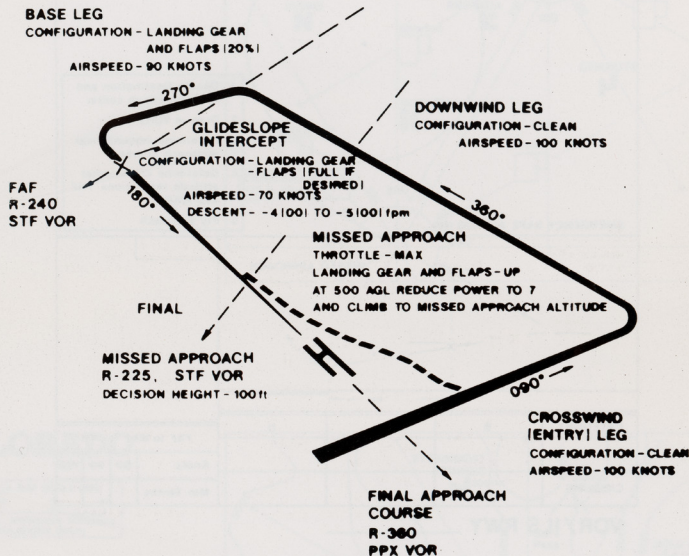 BASE LEG
CONFIGURATION - LANDING GEAR
AND FLAPS |20%|
AIRSPEED - 90 KNOTS
270°
DOWNWIND LEG
CONFIGURATION - CLEAN
AIRSPEED - 100 KNOTS
GLIDESLOPE
INTERCEPT
CONFIGURATION - LANDING GEAR
- FLAPS |FULL IF
DESIRED|
AIRSPEED - 70 KNOTS
DESCENT - -4|00| TO -5|00| fpm
FAF
R-240
STF VOR
180°
360°
MISSED APPROACH
THROTTLE - MAX
LANDING GEAR AND FLAPS - UP
AT 500 AGL REDUCE POWER TO 7
AND CLIMB TO MISSED APPROACH ALTITUDE
FINAL
MISSED APPROACH
R-225, STF VOR
DECISION HEIGHT - 100ft
090°
CROSSWIND
|ENTRY| LEG
CONFIGURATION - CLEAN
AIRSPEED - 100 KNOTS
FINAL APPROACH
COURSE
R-360
PPX VOR